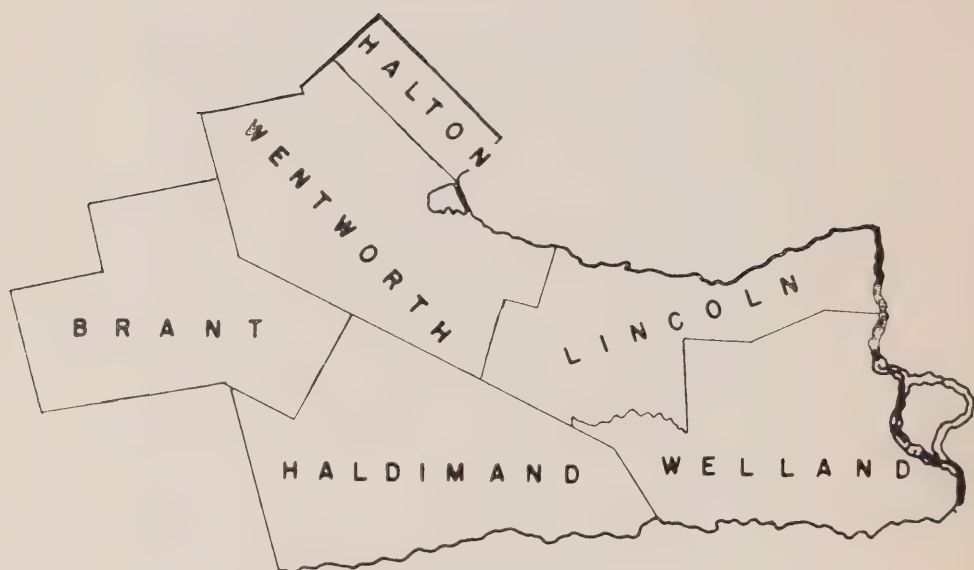 HALTON
WENTWORTH
BRANT
LINCOLN
HALDIMAND
WELLAND